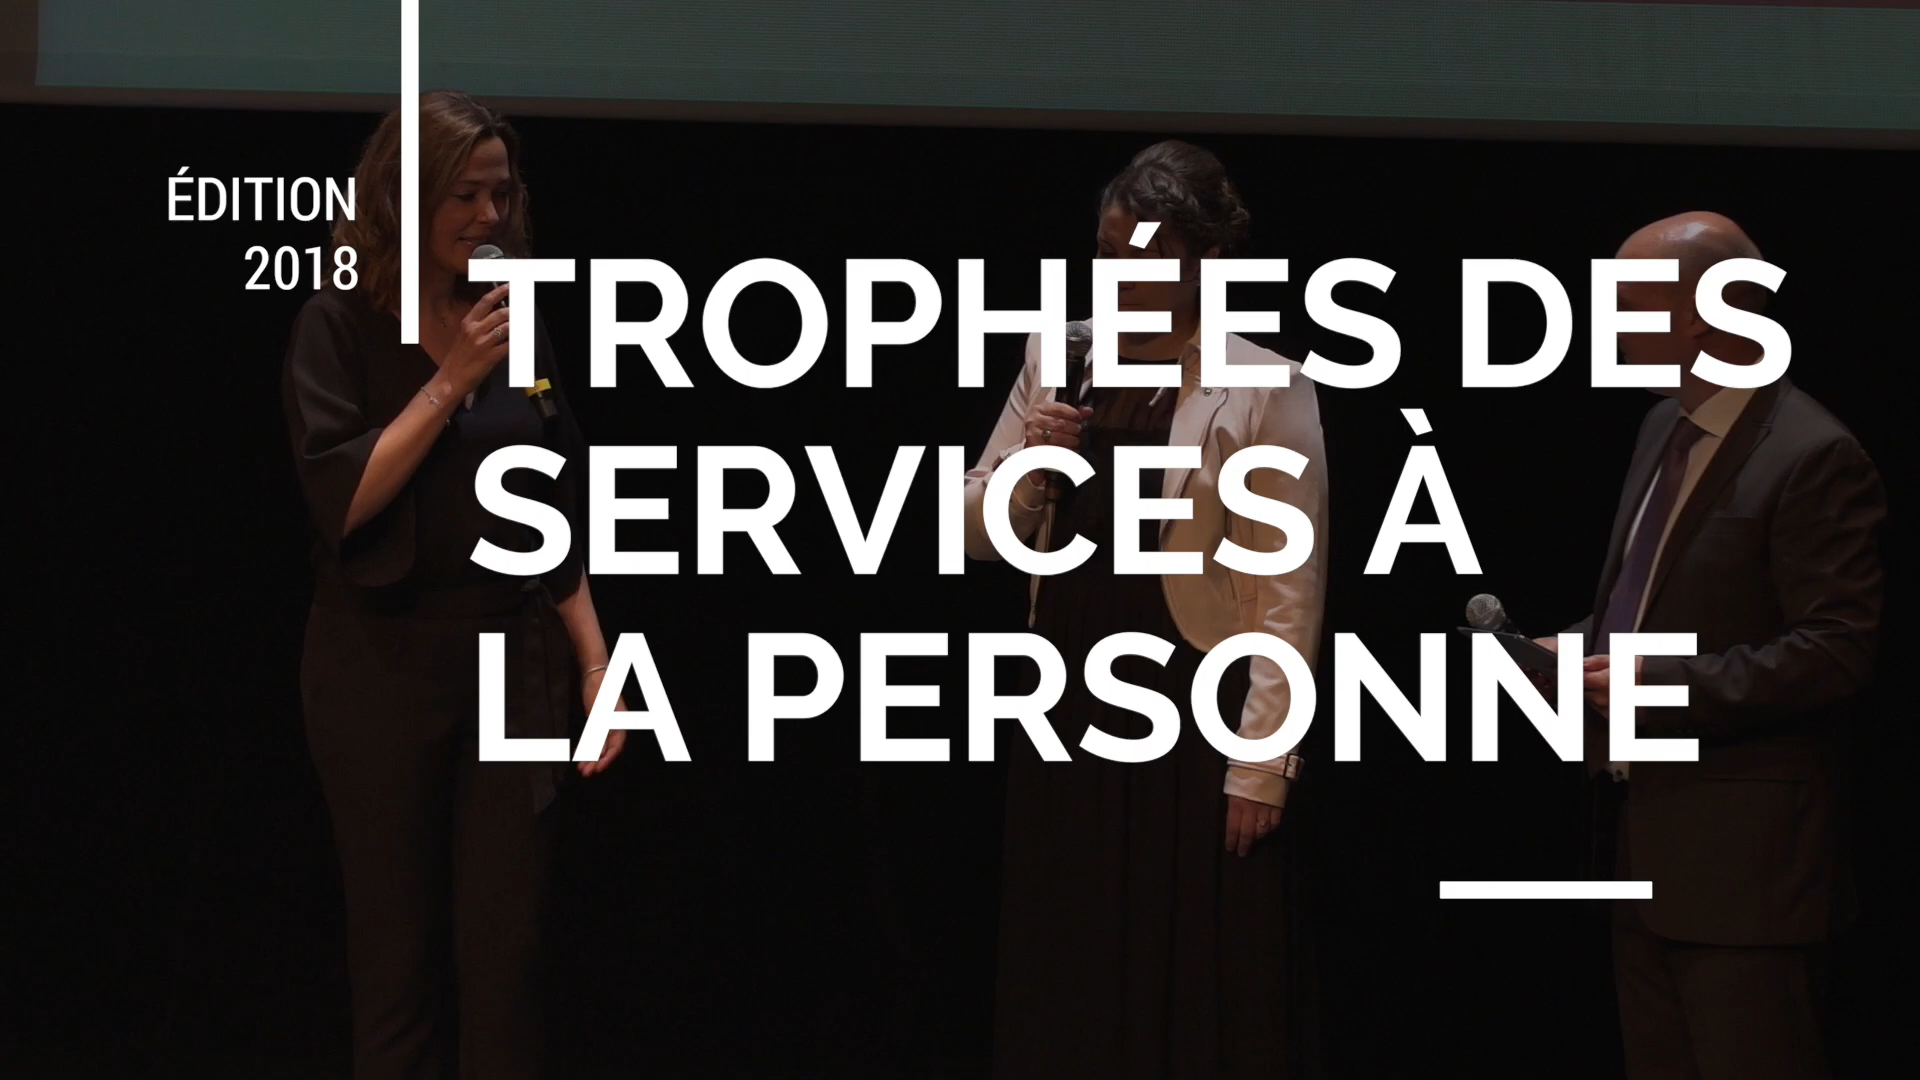 ÉDITION
2018
TROPHÉES DES
SERVICES À
LA PERSONNE